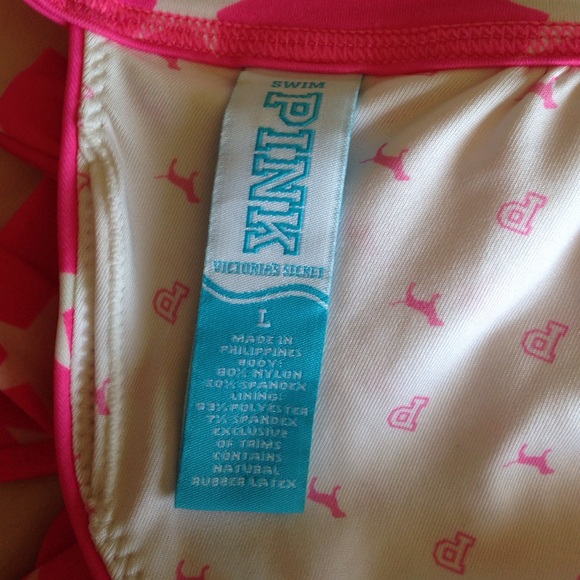 SWIM
PINK
VICTORIA'S SECRET
L
MADE IN
PHILIPPINES
BODY:
80% NYLON
20% SPANDEX
LINING:
93% POLYESTER
7% SPANDEX
EXCLUSIVE
OF TRIMS
CONTAINS
NATURAL
RUBBER LATEX
P
P
P
P
P